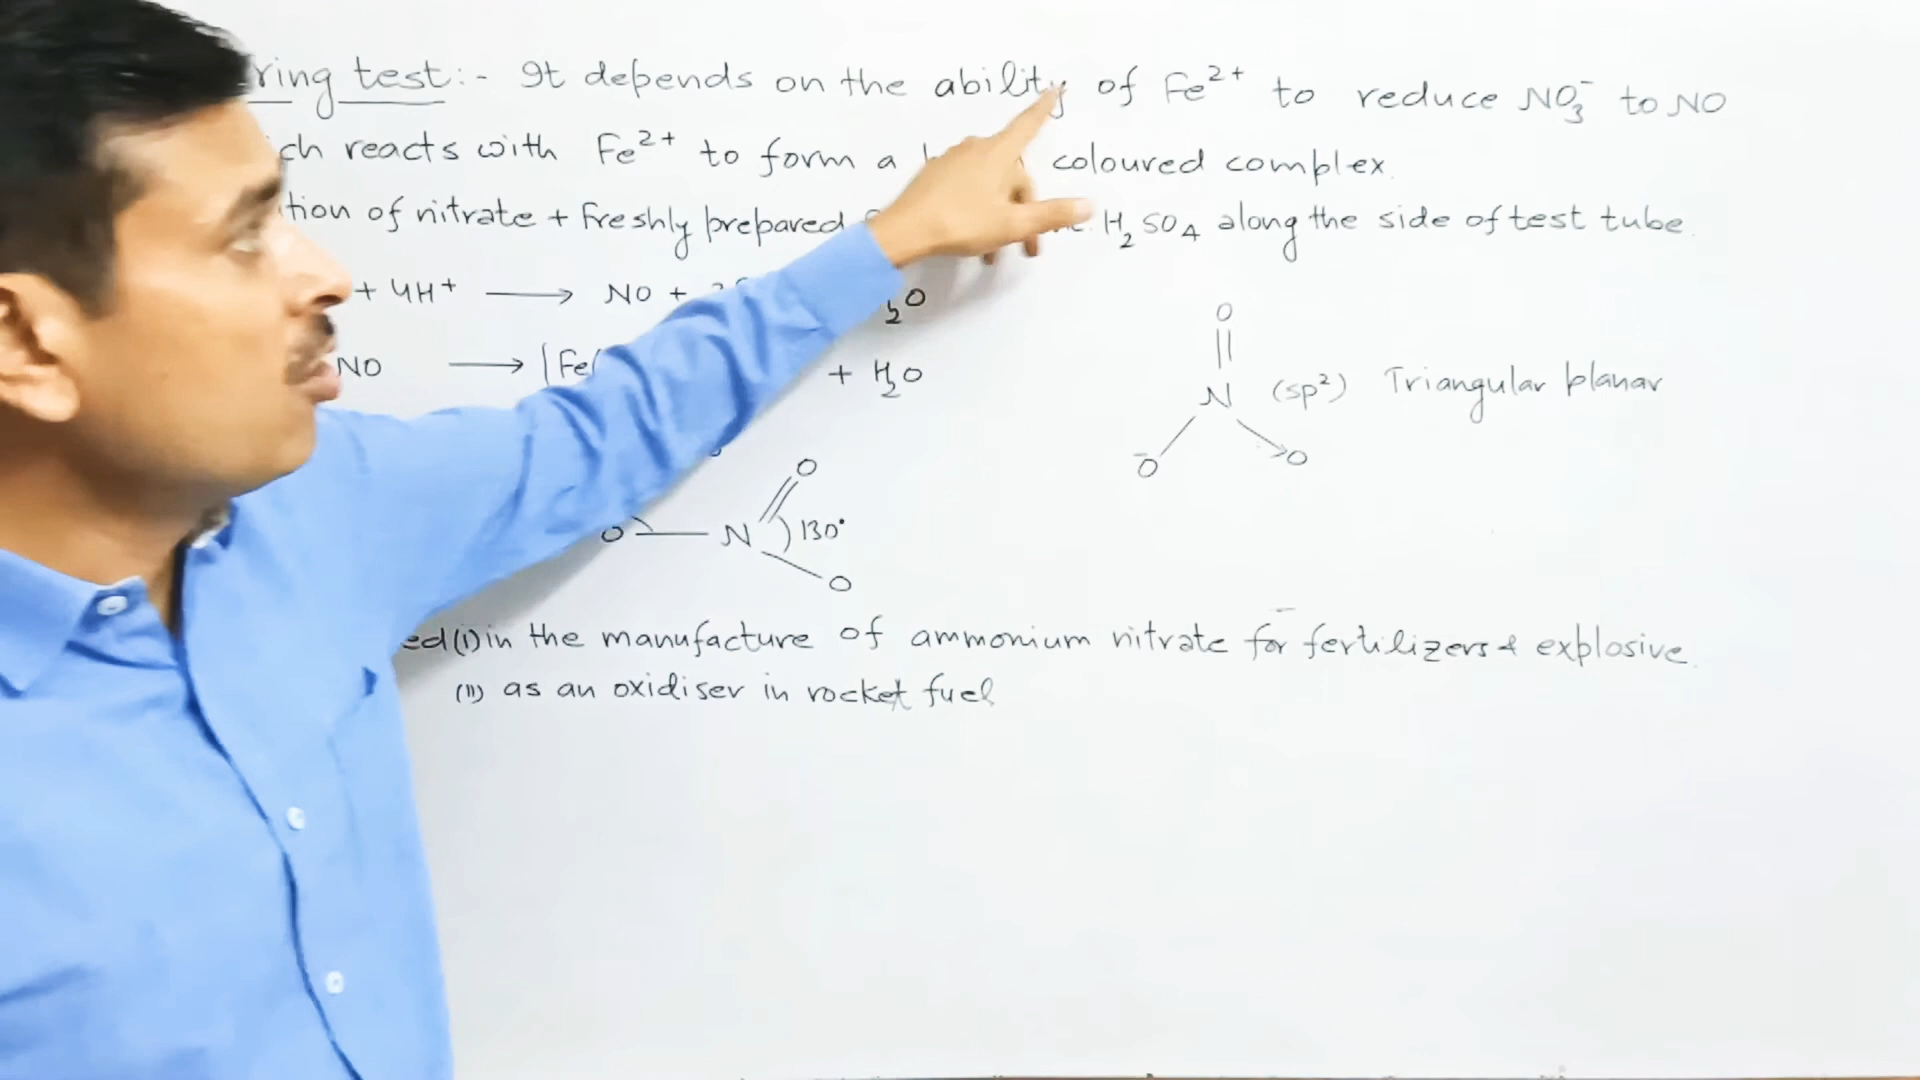 ring test:- It depends on the ability of Fe²⁺ to reduce NO₃⁻ to NO
ch reacts with Fe²⁺ to form a coloured complex.
tion of nitrate + freshly prepared H₂SO₄ along the side of test tube.
+ 4H⁺ ⟶ NO + H₂O
NO ⟶ [Fe( + H₂O
O
N (sp²) Triangular planar
⁻O O
O
O N 130°
O
ed (i) in the manufacture of ammonium nitrate for fertilizers & explosive.
(ii) as an oxidiser in rocket fuel